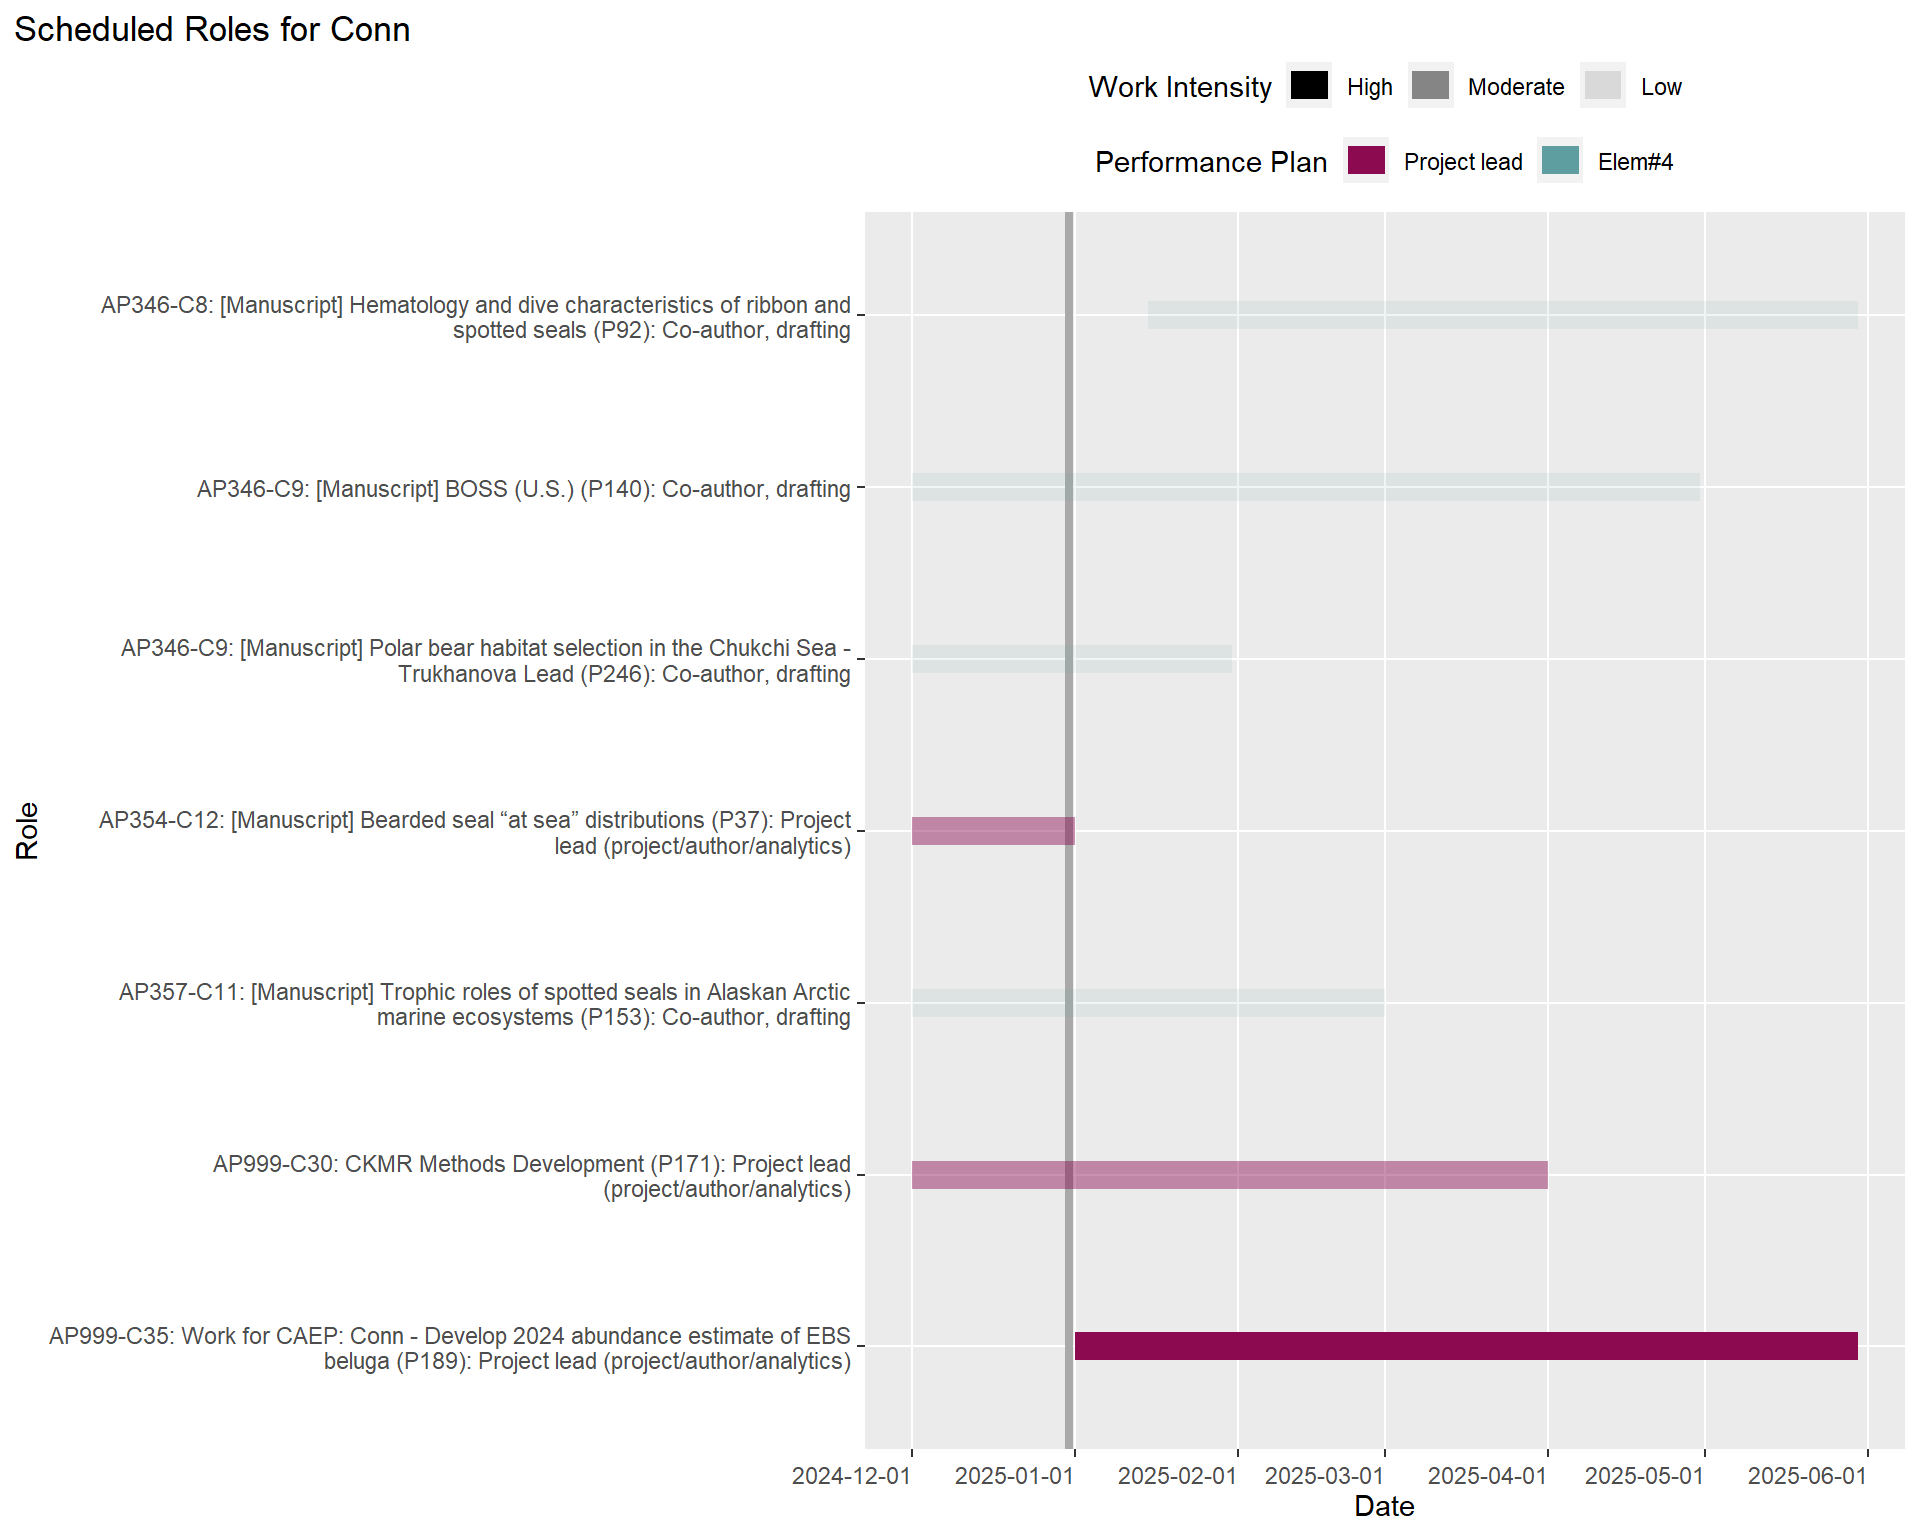 Scheduled Roles for Conn
Work Intensity High Moderate Low
Performance Plan Project lead Elem#4
AP346-C8: [Manuscript] Hematology and dive characteristics of ribbon and
spotted seals (P92): Co-author, drafting
AP346-C9: [Manuscript] BOSS (U.S.) (P140): Co-author, drafting
AP346-C9: [Manuscript] Polar bear habitat selection in the Chukchi Sea -
Trukhanova Lead (P246): Co-author, drafting
Role
AP354-C12: [Manuscript] Bearded seal “at sea” distributions (P37): Project
lead (project/author/analytics)
AP357-C11: [Manuscript] Trophic roles of spotted seals in Alaskan Arctic
marine ecosystems (P153): Co-author, drafting
AP999-C30: CKMR Methods Development (P171): Project lead
(project/author/analytics)
AP999-C35: Work for CAEP: Conn - Develop 2024 abundance estimate of EBS
beluga (P189): Project lead (project/author/analytics)
2024-12-01 2025-01-01 2025-02-01 2025-03-01 2025-04-01 2025-05-01 2025-06-01
Date